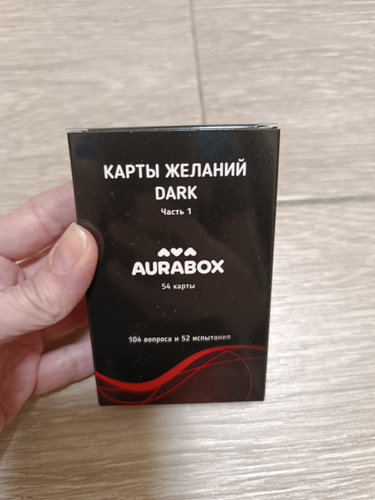 КАРТЫ ЖЕЛАНИЙ
DARK
Часть 1
AURABOX
54 карты
104 вопроса и 52 испытания